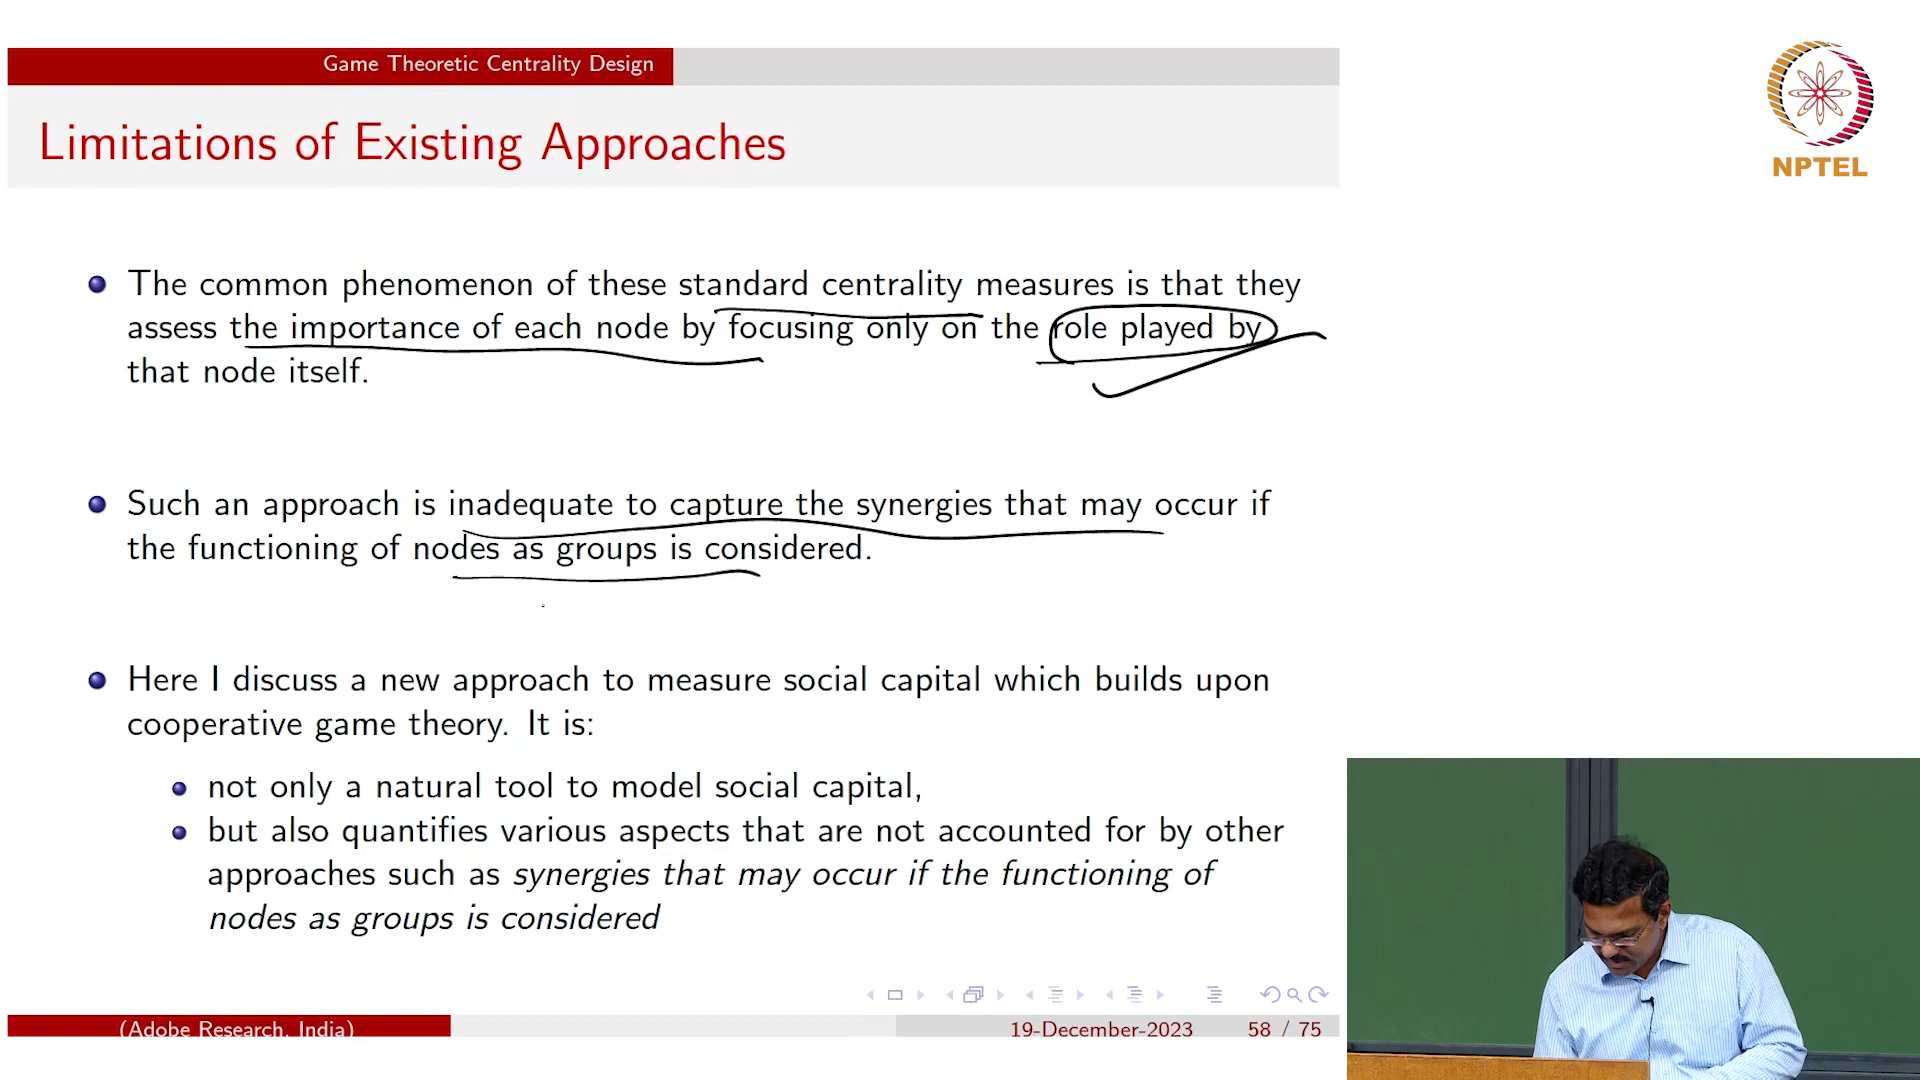 Game Theoretic Centrality Design
NPTEL
Limitations of Existing Approaches
The common phenomenon of these standard centrality measures is that they
assess the importance of each node by focusing only on the role played by
that node itself.
Such an approach is inadequate to capture the synergies that may occur if
the functioning of nodes as groups is considered.
Here I discuss a new approach to measure social capital which builds upon
cooperative game theory. It is:
not only a natural tool to model social capital,
but also quantifies various aspects that are not accounted for by other
approaches such as synergies that may occur if the functioning of
nodes as groups is considered
(Adobe Research, India)
19-December-2023
58 / 75